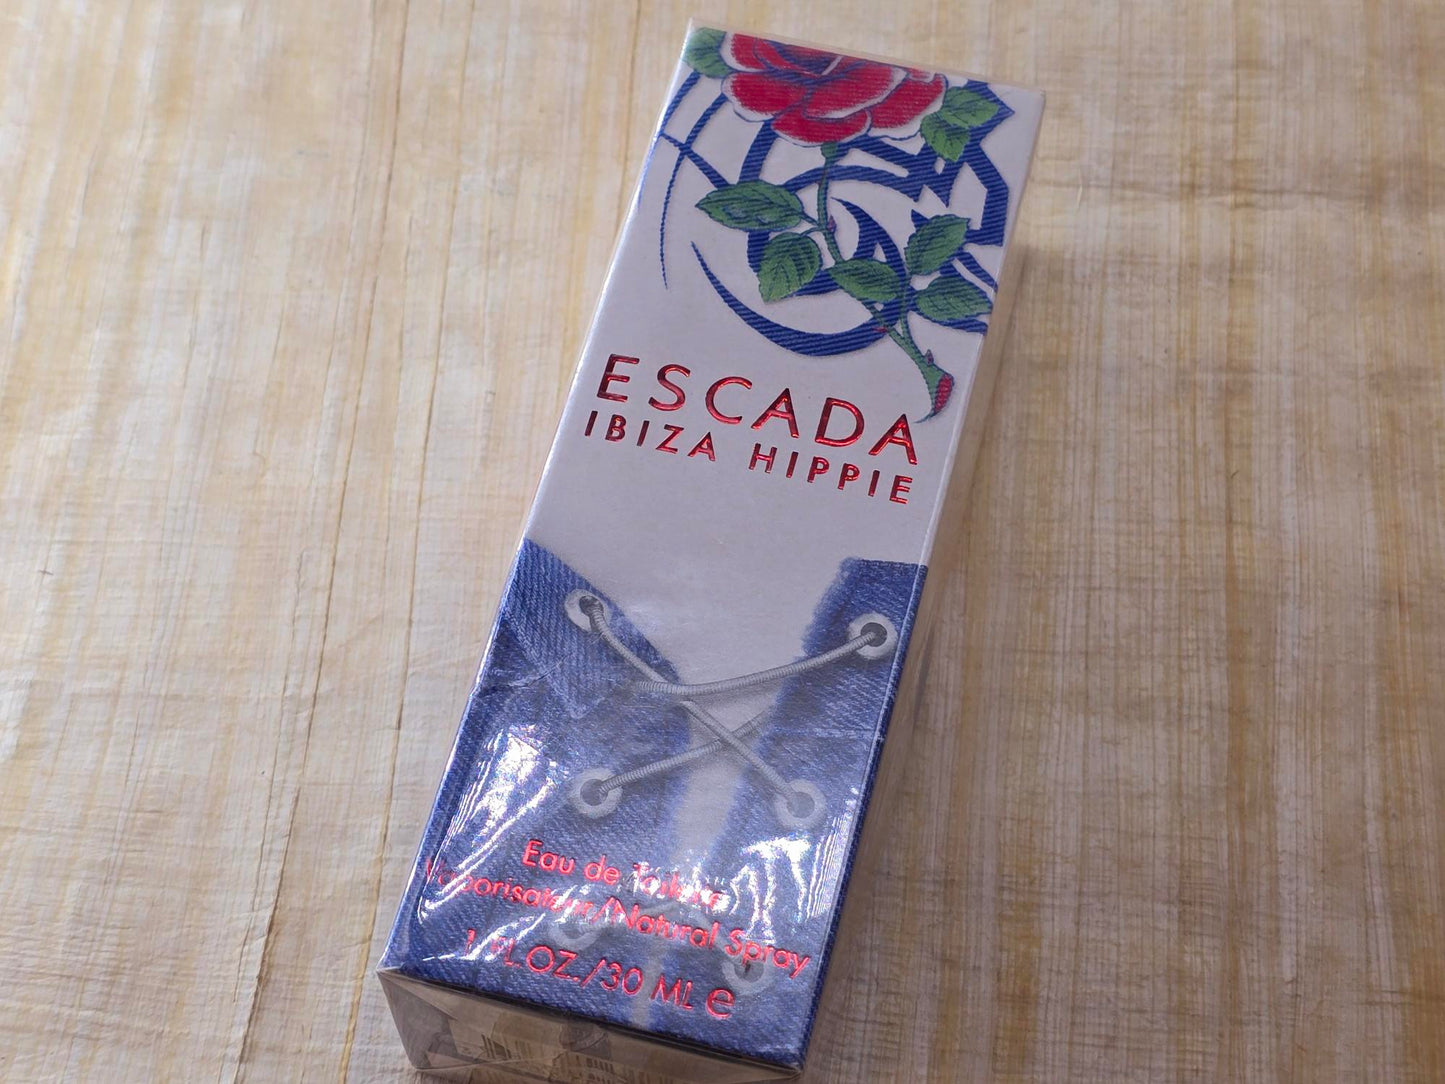 ESCADA
IBIZA HIPPIE
Eau de Toilette
Vaporisateur/Natural Spray
1 FL.OZ./30 ML e